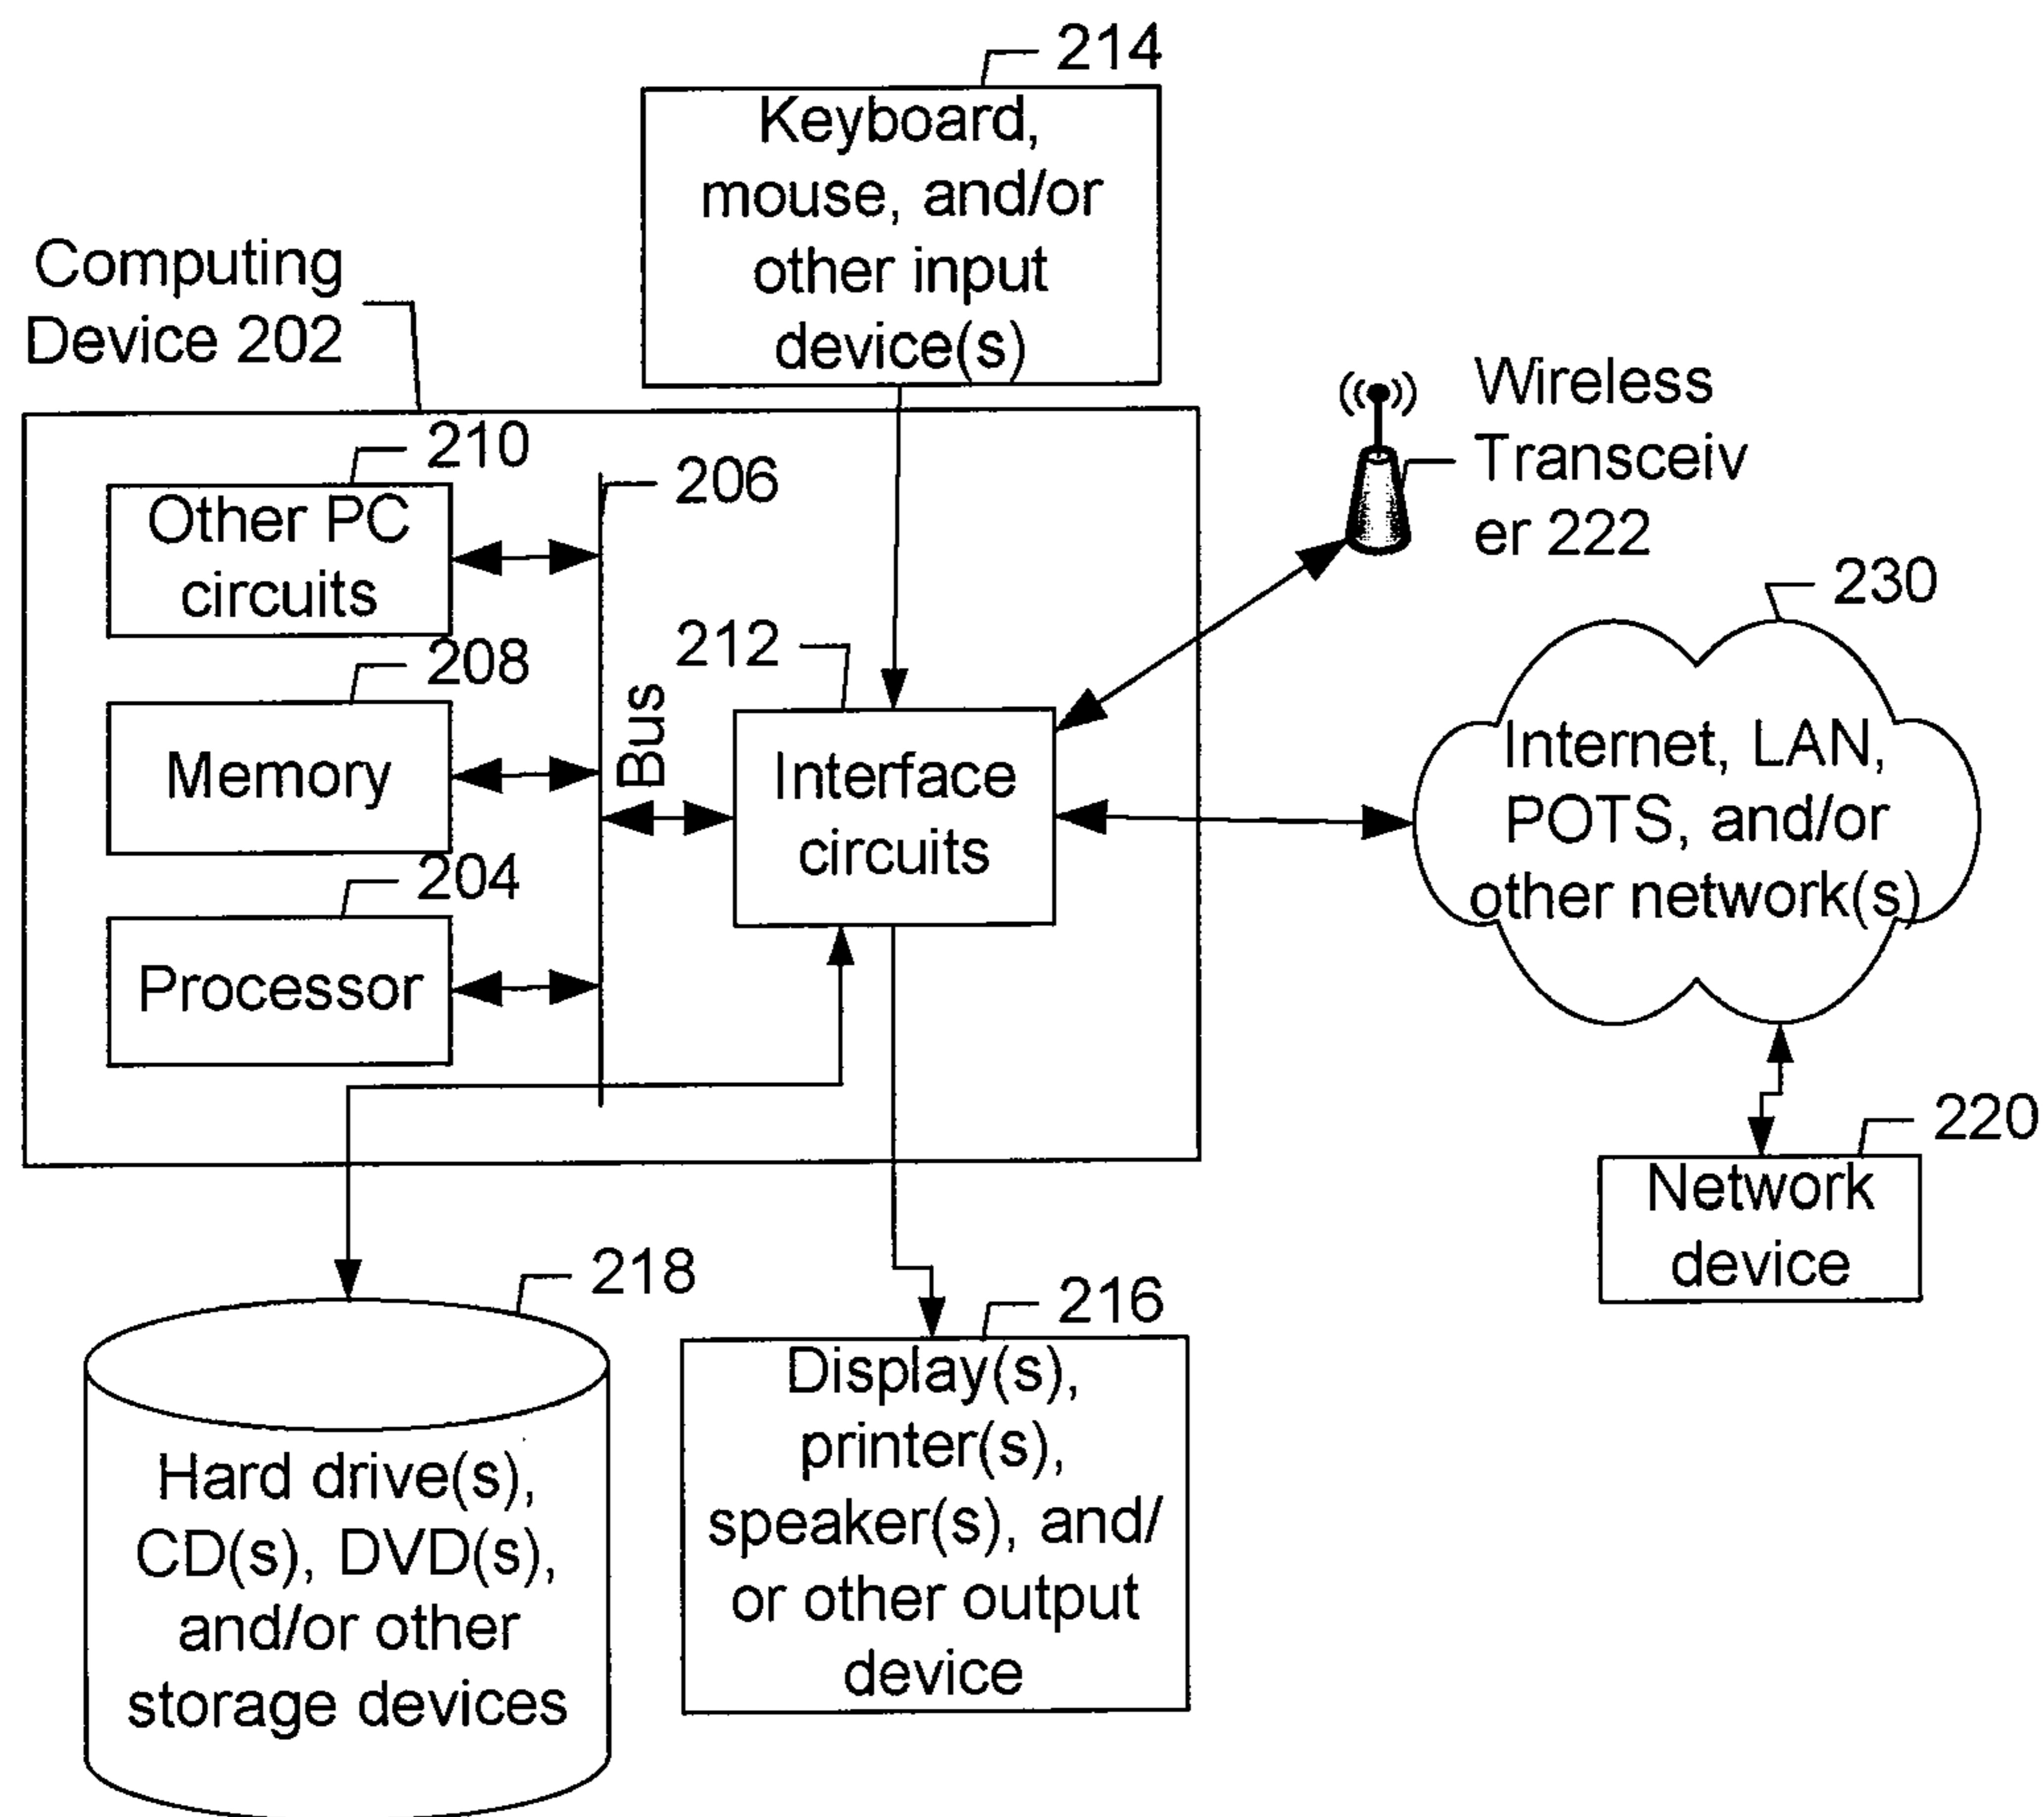 214
Keyboard,
mouse, and/or
other input
device(s)
Computing
Device 202
Wireless
Transceiv
er 222
210
Other PC
circuits
206
230
212
208
Memory
Bus
Interface
circuits
Internet, LAN,
POTS, and/or
other network(s)
204
Processor
220
Network
device
218
Hard drive(s),
CD(s), DVD(s),
and/or other
storage devices
216
Display(s),
printer(s),
speaker(s), and/
or other output
device